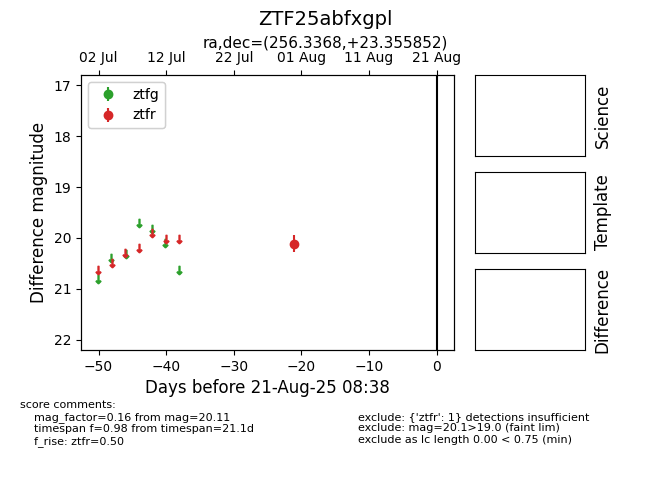 ZTF25abfxgpl
ra,dec=(256.3368,+23.355852)
02 Jul 12 Jul 22 Jul 01 Aug 11 Aug 21 Aug
ztfg
ztfr
17
18
19
20
21
22
Difference magnitude
−50 −40 −30 −20 −10 0
Days before 21-Aug-25 08:38
Science
Template
Difference
score comments:
mag_factor=0.16 from mag=20.11
timespan f=0.98 from timespan=21.1d
f_rise: ztfr=0.50
exclude: {'ztfr': 1} detections insufficient
exclude: mag=20.1>19.0 (faint lim)
exclude as lc length 0.00 < 0.75 (min)